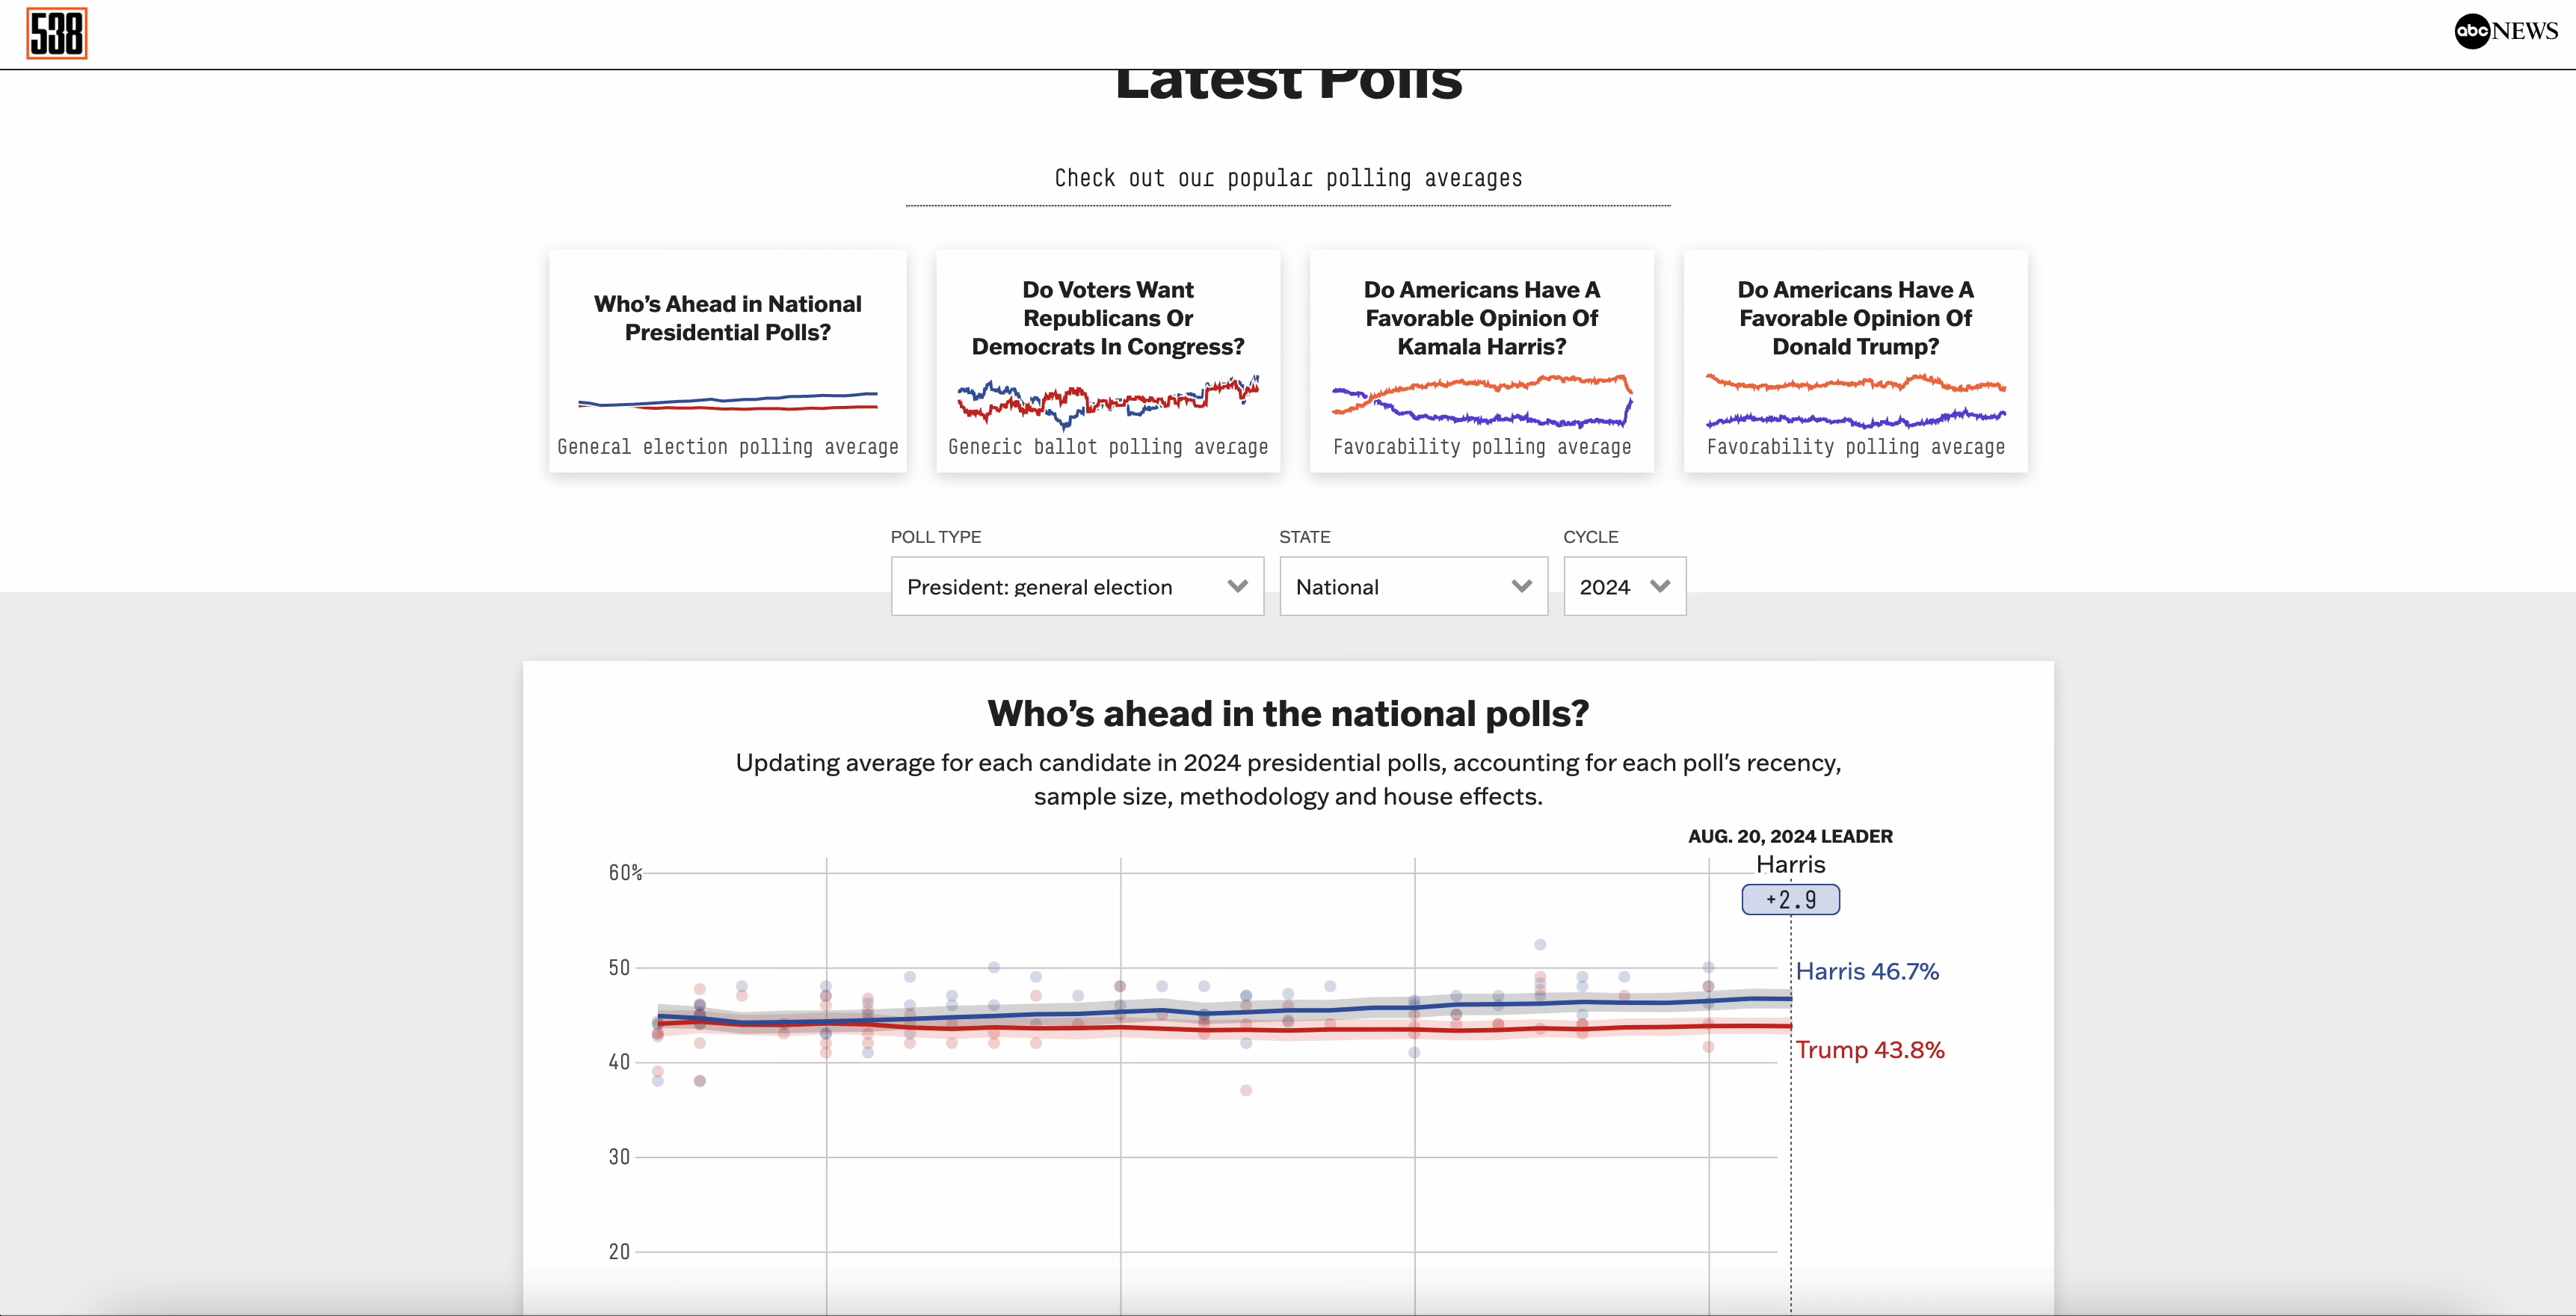 538
abc NEWS
Latest Polls
Check out our popular polling averages
Who’s Ahead in National
Presidential Polls?
General election polling average
Do Voters Want
Republicans Or
Democrats In Congress?
Generic ballot polling average
Do Americans Have A
Favorable Opinion Of
Kamala Harris?
Favorability polling average
Do Americans Have A
Favorable Opinion Of
Donald Trump?
Favorability polling average
POLL TYPE
President: general election
STATE
National
CYCLE
2024
Who’s ahead in the national polls?
Updating average for each candidate in 2024 presidential polls, accounting for each poll’s recency,
sample size, methodology and house effects.
AUG. 20, 2024 LEADER
Harris
+2.9
60%
50
40
30
20
Harris 46.7%
Trump 43.8%